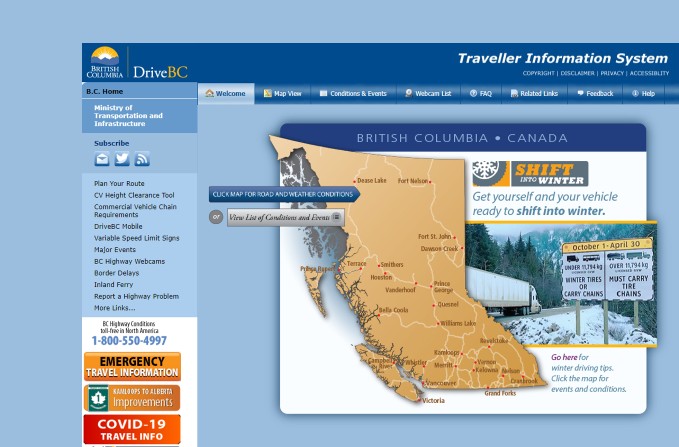 BRITISH
COLUMBIA
DriveBC
Traveller Information System
COPYRIGHT | DISCLAIMER | PRIVACY | ACCESSIBLITY
B.C. Home
Welcome
Map View
Conditions & Events
Webcam List
FAQ
Related Links
Feedback
Help
Ministry of
Transportation and
Infrastructure
Subscribe
Plan Your Route
CV Height Clearance Tool
Commercial Vehicle Chain
Requirements
DriveBC Mobile
Variable Speed Limit Signs
Major Events
BC Highway Webcams
Border Delays
Inland Ferry
Report a Highway Problem
More Links...
BC Highway Conditions
toll-free in North America
1-800-550-4997
EMERGENCY
TRAVEL INFORMATION
KAMLOOPS TO ALBERTA
Improvements
COVID-19
TRAVEL INFO
BRITISH COLUMBIA • CANADA
CLICK MAP FOR ROAD AND WEATHER CONDITIONS
or
View List of Conditions and Events
Dease Lake
Fort Nelson
Fort St. John
Dawson Creek
Terrace
Smithers
Prince Rupert
Houston
Vanderhoof
Prince
George
Quesnel
Bella Coola
Williams Lake
Revelstoke
Kamloops
Campbell
River
Whistler
Merritt
Vernon
Kelowna
Nelson
Cranbrook
Vancouver
Grand Forks
Victoria
SHIFT
INTO WINTER
Get yourself and your vehicle
ready to shift into winter.
October 1 - April 30
UNDER 11,794 kg
OVER 11,794 kg
WINTER TIRES
OR
CARRY CHAINS
MUST CARRY
TIRE
CHAINS
Go here for
winter driving tips.
Click the map for
events and conditions.